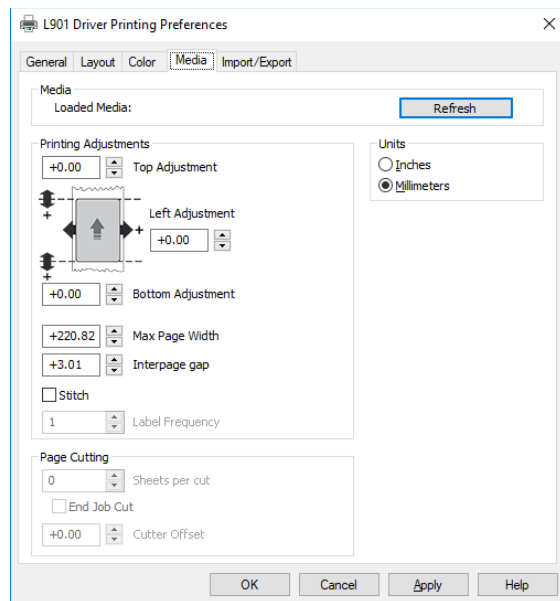 L901 Driver Printing Preferences
General Layout Color Media Import/Export
Media
Loaded Media:
Refresh
Printing Adjustments
+0.00 Top Adjustment
+
Left Adjustment
+
+0.00
+
+0.00 Bottom Adjustment
+220.82 Max Page Width
+3.01 Interpage gap
Stitch
1 Label Frequency
Units
Inches
Millimeters
Page Cutting
0 Sheets per cut
End Job Cut
+0.00 Cutter Offset
OK Cancel Apply Help